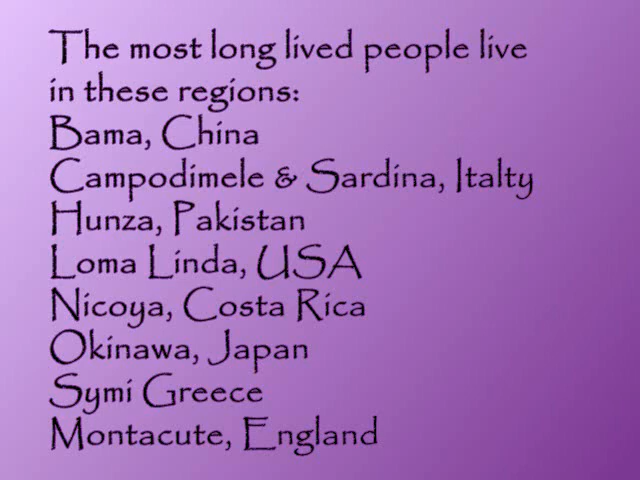 The most long lived people live
in these regions:
Bama, China
Campodimele & Sardina, Italty
Hunza, Pakistan
Loma Linda, USA
Nicoya, Costa Rica
Okinawa, Japan
Symi Greece
Montacute, England